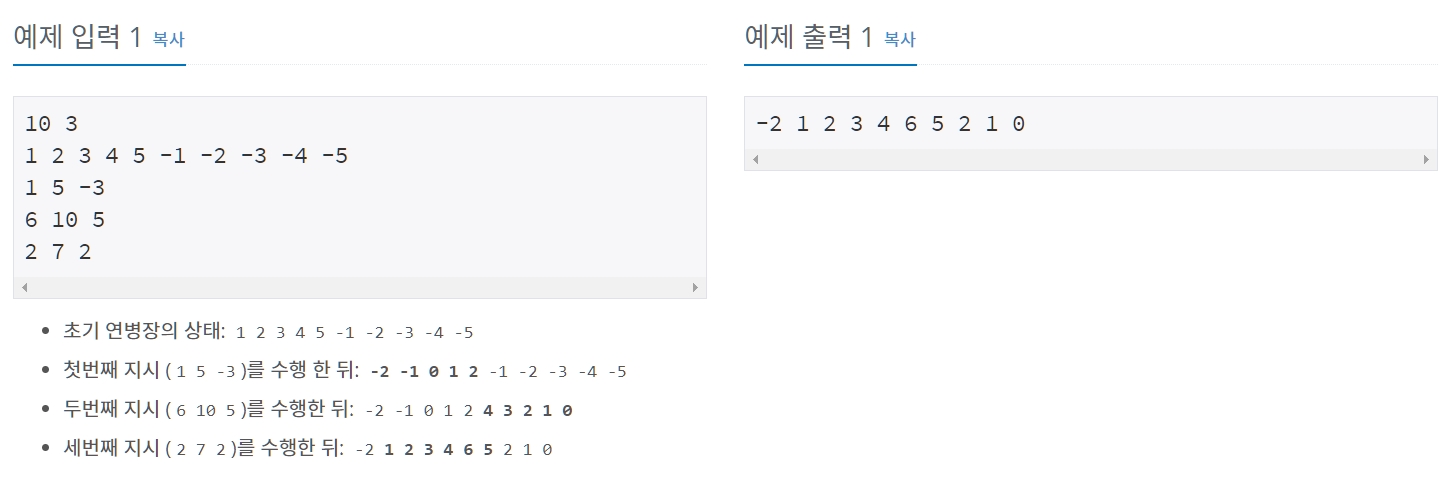 예제 입력 1 복사
10 3
1 2 3 4 5 -1 -2 -3 -4 -5
1 5 -3
6 10 5
2 7 2
초기 연병장의 상태: 1 2 3 4 5 -1 -2 -3 -4 -5
첫번째 지시 ( 1 5 -3 )를 수행 한 뒤: -2 -1 0 1 2 -1 -2 -3 -4 -5
두번째 지시 ( 6 10 5 )를 수행한 뒤: -2 -1 0 1 2 4 3 2 1 0
세번째 지시 ( 2 7 2 )를 수행한 뒤: -2 1 2 3 4 6 5 2 1 0
예제 출력 1 복사
-2 1 2 3 4 6 5 2 1 0